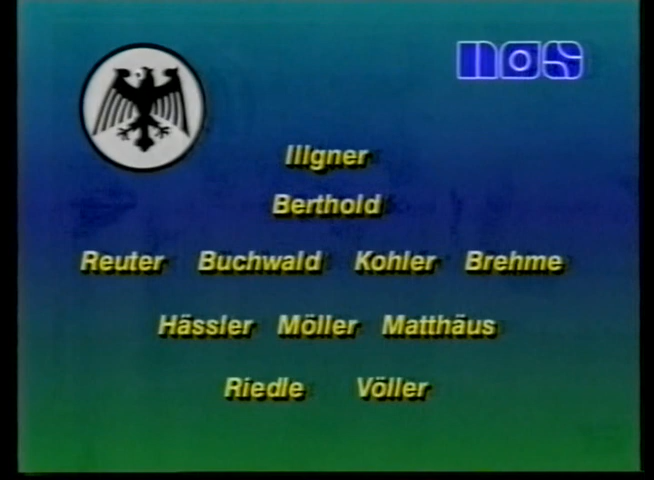 nos
Illgner
Berthold
Reuter Buchwald Kohler Brehme
Hässler Möller Matthäus
Riedle Völler